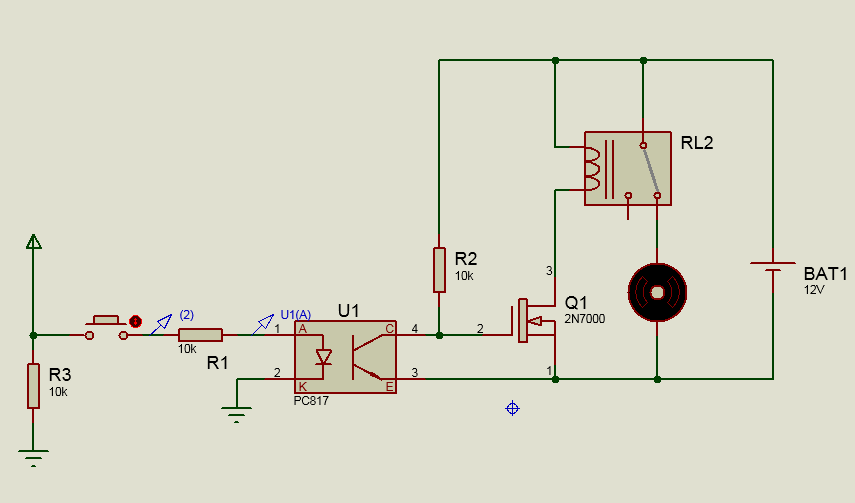 RL2
BAT1
12V
R2
10k
3
Q1
2N7000
2
1
(2)
U1(A)
U1
1
A
C
4
2
K
E
3
PC817
10k
R1
R3
10k